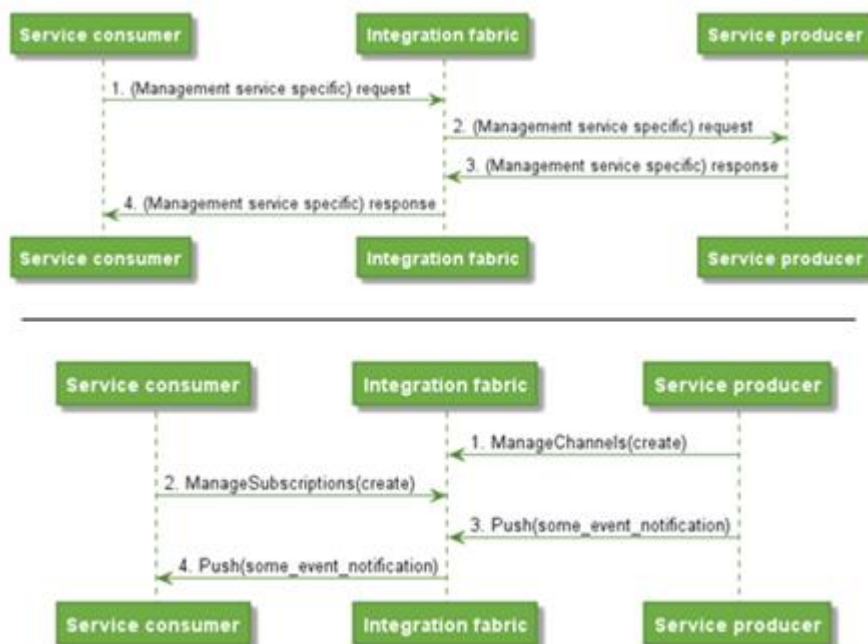 Service consumer
Integration fabric
Service producer
1. (Management service specific) request
2. (Management service specific) request
3. (Management service specific) response
4. (Management service specific) response
Service consumer
Integration fabric
Service producer
Service consumer
Integration fabric
Service producer
1. ManageChannels(create)
2. ManageSubscriptions(create)
3. Push(some_event_notification)
4. Push(some_event_notification)
Service consumer
Integration fabric
Service producer